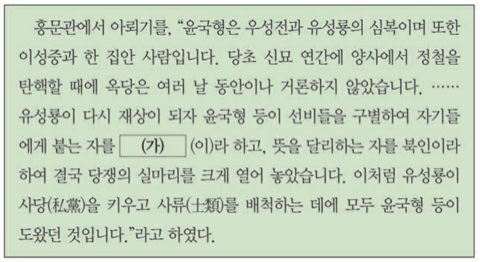 홍문관에서 아뢰기를, “윤국형은 우성전과 유성룡의 심복이며 또한
이성중과 한 집안 사람입니다. 당초 신묘 연간에 양사에서 정철을
탄핵할 때에 옥당은 여러 날 동안이나 거론하지 않았습니다. ……
유성룡이 다시 재상이 되자 윤국형 등이 선비들을 구별하여 자기들
에게 붙는 자를 (가) (이)라 하고, 뜻을 달리하는 자를 북인이라
하여 결국 당쟁의 실마리를 크게 열어 놓았습니다. 이처럼 유성룡이
사당(私黨)을 키우고 사류(士類)를 배척하는 데에 모두 윤국형 등이
도왔던 것입니다.”라고 하였다.